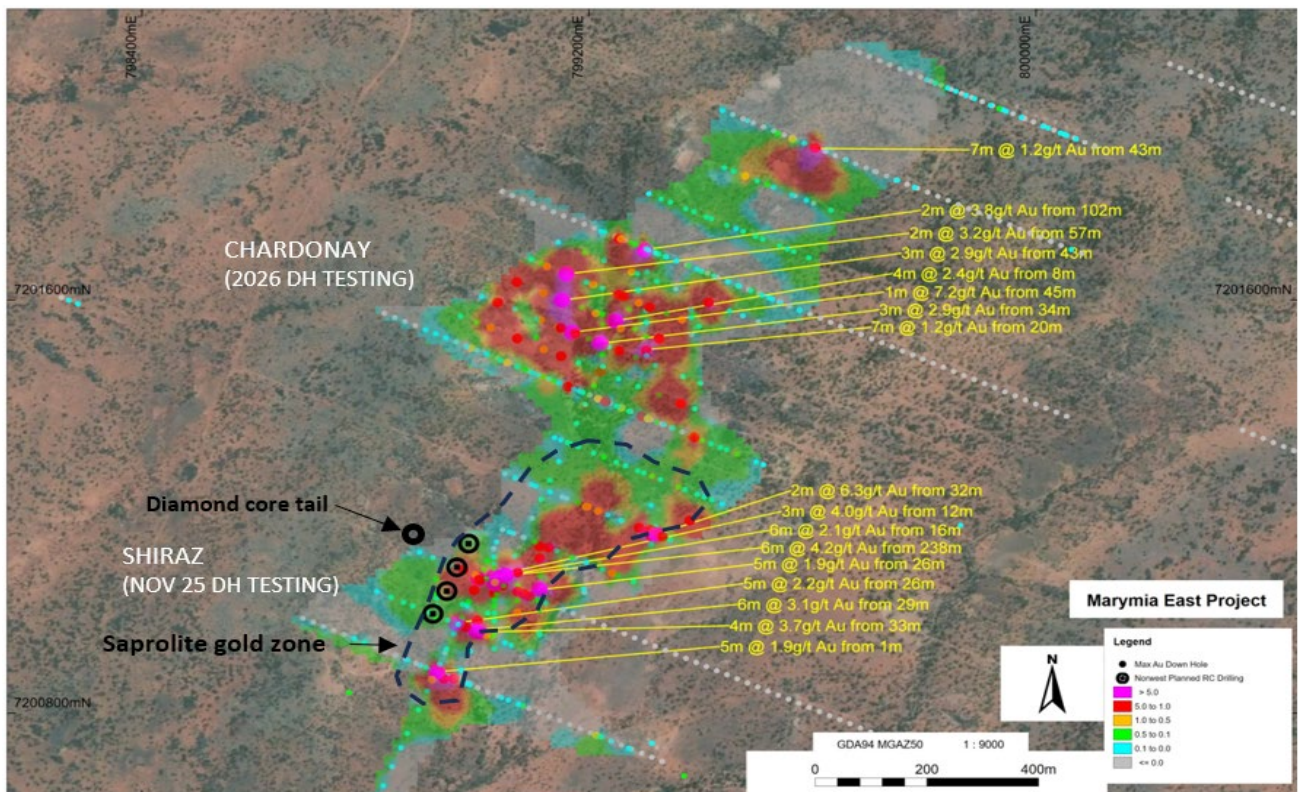 798400mE
799200mE
800000mE
7m @ 1.2g/t Au from 43m
2m @ 3.8g/t Au from 102m
2m @ 3.2g/t Au from 57m
3m @ 2.9g/t Au from 43m
4m @ 2.4g/t Au from 8m
1m @ 7.2g/t Au from 45m
3m @ 2.9g/t Au from 34m
7m @ 1.2g/t Au from 20m
CHARDONAY
(2026 DH TESTING)
7201600mN
7201600mN
Diamond core tail
SHIRAZ
(NOV 25 DH TESTING)
Saprolite gold zone
2m @ 6.3g/t Au from 32m
3m @ 4.0g/t Au from 12m
6m @ 2.1g/t Au from 16m
6m @ 4.2g/t Au from 238m
5m @ 1.9g/t Au from 26m
5m @ 2.2g/t Au from 26m
6m @ 3.1g/t Au from 29m
4m @ 3.7g/t Au from 33m
5m @ 1.9g/t Au from 1m
7200800mN
Marymia East Project
N
Legend
Max Au Down Hole
Norwest Planned RC Drilling
> 5.0
5.0 to 1.0
1.0 to 0.5
0.5 to 0.1
0.1 to 0.0
<= 0.0
GDA94 MGAZ50 1 : 9000
0 200 400m